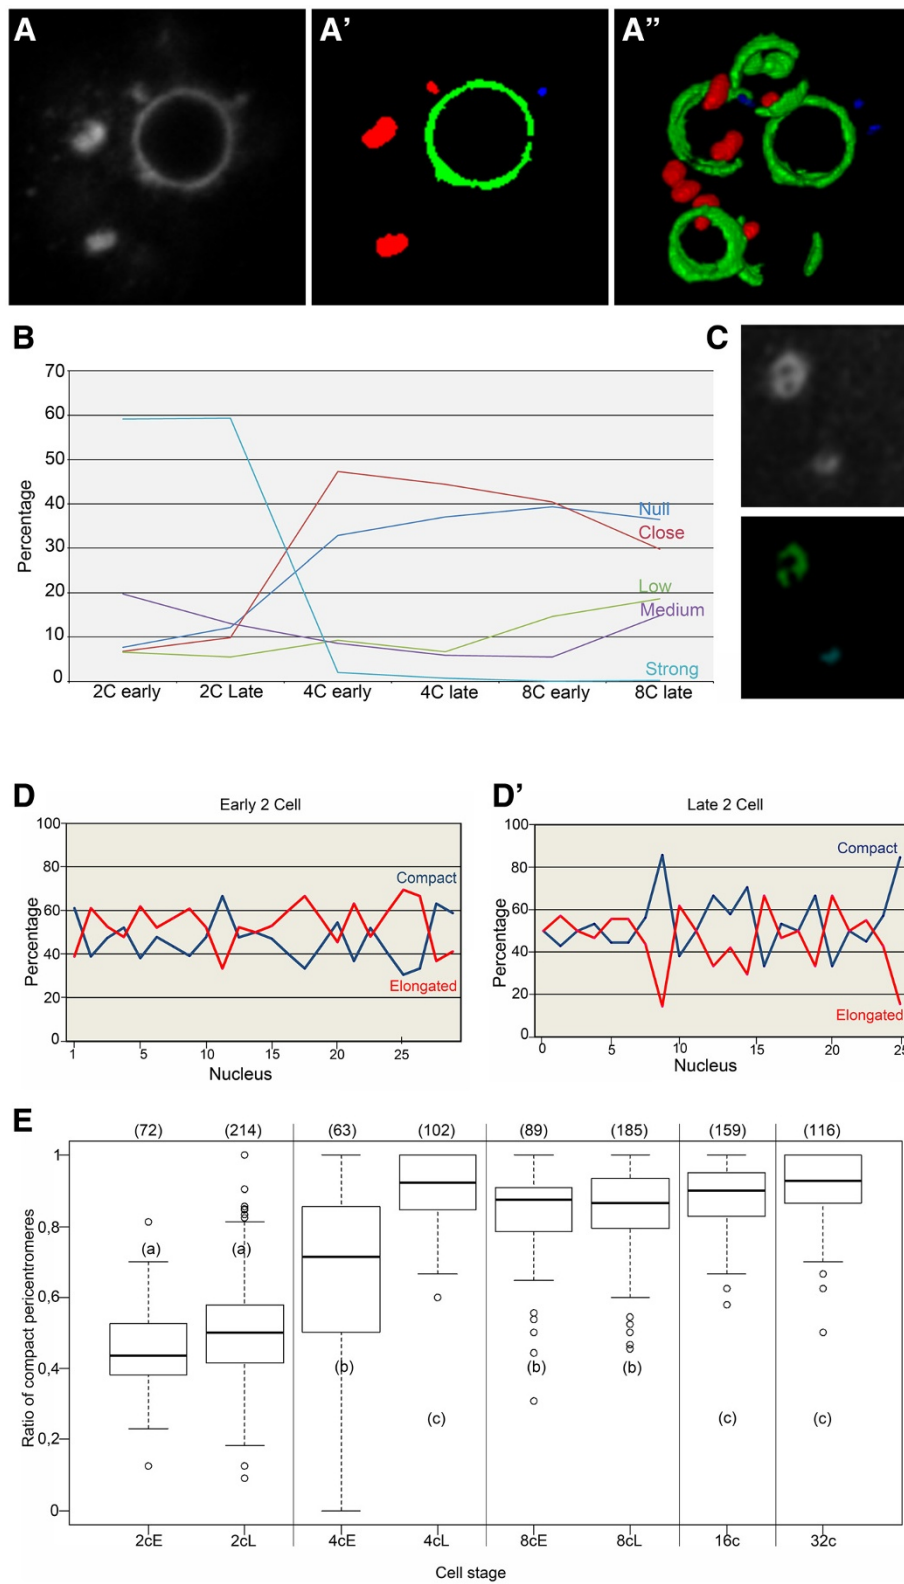 A
A'
A"
B
C
70
60
50
40
30
20
10
0
Percentage
Null
Close
Low
Medium
Strong
2C early
2C Late
4C early
4C late
8C early
8C late
D
Early 2 Cell
100
80
60
40
20
0
Percentage
Compact
Elongated
1
5
10
15
20
25
Nucleus
D'
Late 2 Cell
100
80
60
40
20
0
Percentage
Compact
Elongated
0
5
10
15
20
25
Nucleus
E
(72)
(214)
(63)
(102)
(89)
(185)
(159)
(116)
1
0,8
0,6
0,4
0,2
0
Ratio of compact pericentromeres
(a)
(a)
(b)
(c)
(b)
(b)
(c)
(c)
2cE
2cL
4cE
4cL
8cE
8cL
16c
32c
Cell stage